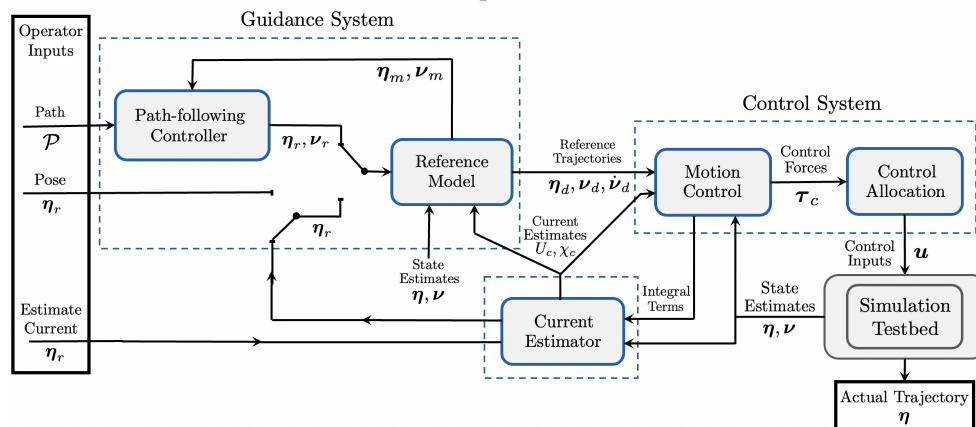 Guidance System
Operator
Inputs
Path
𝒫
Pose
η_r
Estimate
Current
η_r
Path-following
Controller
η_m, ν_m
η_r, ν_r
η_r
Reference
Model
State
Estimates
η, ν
Reference
Trajectories
η_d, ν_d, ν̇_d
Current
Estimates
U_c, χ_c
Current
Estimator
Integral
Terms
Control System
Motion
Control
Control
Forces
τ_c
Control
Allocation
Control
Inputs
u
State
Estimates
η, ν
Simulation
Testbed
Actual Trajectory
η